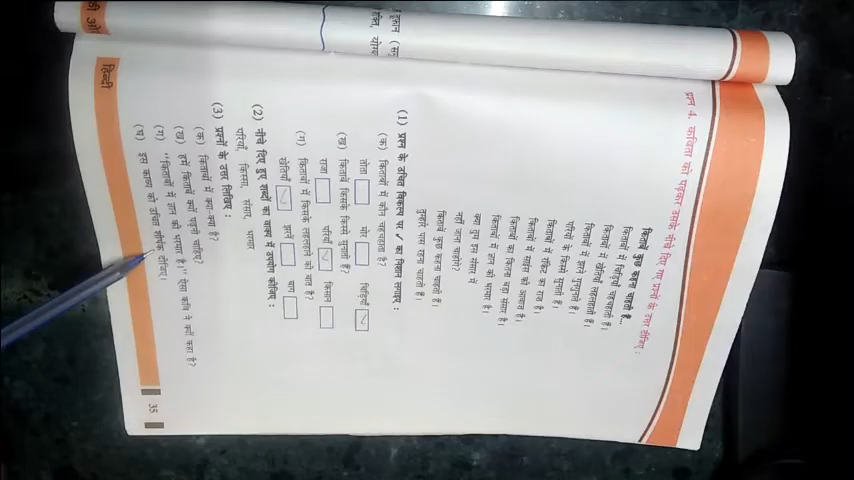 प्रश्न 4. कविता को पढ़कर उसके नीचे दिए गए प्रश्नों के उत्तर दीजिए :
किताबें कुछ कहना चाहती हैं...
किताबों में चिड़ियाँ चहचहाती हैं।
किताबों में खेतियाँ लहलहाती हैं।
किताबों में झरने गुनगुनाते हैं।
परियों के किस्से सुनाते हैं।
किताबों में रॉकेट का राज है।
किताबों में साइंस की आवाज है।
किताबों का कितना बड़ा संसार है।
किताबों में ज्ञान की भरमार है।
क्या तुम इस संसार में
नहीं जाना चाहोगे?
किताबें कुछ कहना चाहती हैं।
तुम्हारे पास रहना चाहती हैं।
(1) प्रश्न के उचित विकल्प पर ✓ का निशान लगाइए :
(क) किताबों में कौन चहचहाता है?
तोता मोर चिड़ियाँ ✓
(ख) किताबें किसके किस्से सुनाती हैं?
राजा परियाँ ✓ किसान
(ग) किताबों में किसके लहलहाने की बात है?
खेतियाँ ✓ झरने बाग
(2) नीचे दिए हुए शब्दों का वाक्य में उपयोग कीजिए :
परियाँ, किस्सा, संसार, भरमार
(3) प्रश्नों के उत्तर लिखिए :
(क) किताबों में क्या-क्या है?
(ख) हमें किताबें क्यों पढ़नी चाहिए?
(ग) "किताबों में ज्ञान की भरमार है।" ऐसा कवि ने क्यों कहा है?
(घ) इस काव्य को उचित शीर्षक दीजिए।
हिन्दी
35